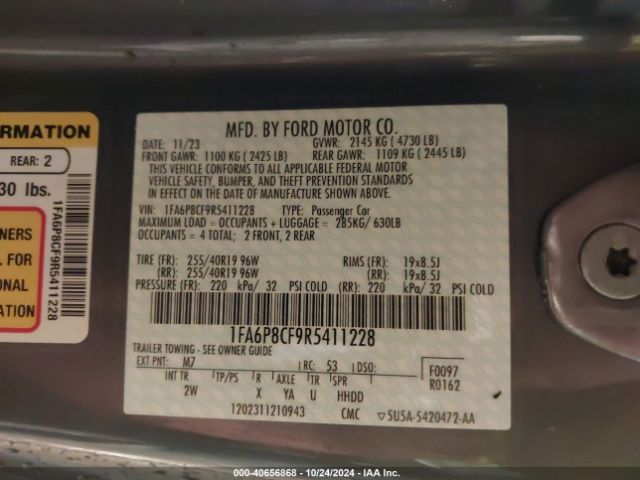 ORMATION
REAR: 2
30 lbs.
NERS
L FOR
ONAL
N.
1FA6P8CF9R5411228
MFD. BY FORD MOTOR CO.
DATE: 11/23 GVWR: 2145 KG ( 4730 LB)
FRONT GAWR: 1100 KG ( 2425 LB) REAR GAWR: 1109 KG ( 2445 LB)
THIS VEHICLE CONFORMS TO ALL APPLICABLE FEDERAL MOTOR
VEHICLE SAFETY, BUMPER, AND THEFT PREVENTION STANDARDS
IN EFFECT ON THE DATE OF MANUFACTURE SHOWN ABOVE.
VIN: 1FA6P8CF9R5411228 TYPE: Passenger Car
MAXIMUM LOAD = OCCUPANTS + LUGGAGE = 285KG/ 630LB
OCCUPANTS = 4 TOTAL; 2 FRONT, 2 REAR
TIRE (FR): 255/40R19 96W RIMS (FR): 19x8.5J
(RR): 255/40R19 96W (RR): 19x8.5J
PRESSURE (FR): 220 kPa/ 32 PSI COLD (RR): 220 kPa/ 32 PSI COLD
1FA6P8CF9R5411228
TRAILER TOWING - SEE OWNER GUIDE
EXT PNT: M7 RC: 53 DSO: F0097
INT TR TP/PS R AXLE TR SPR R0162
2W X YA U HHDD
1202311210943 CMC SU5A-5420472-AA
000-40656868 - 10/24/2024 - IAA Inc.